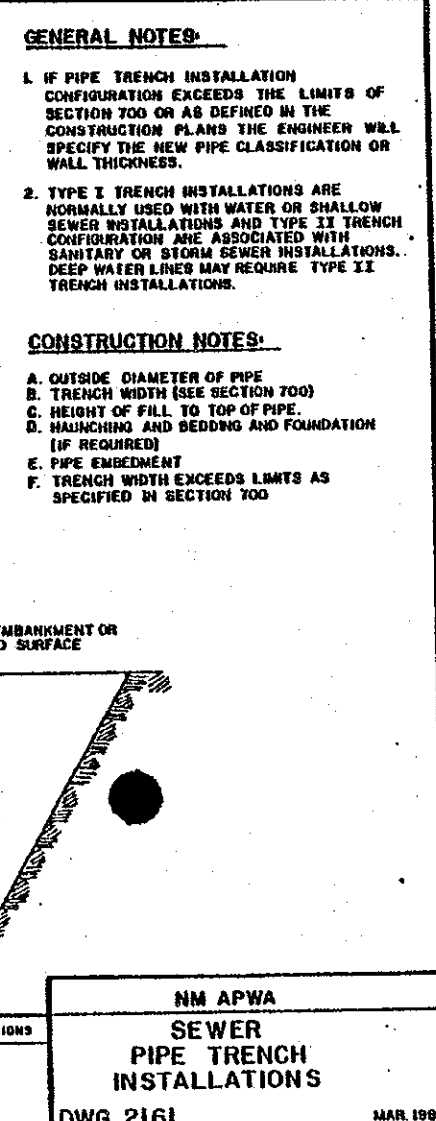 GENERAL NOTES:
1. IF PIPE TRENCH INSTALLATION
CONFIGURATION EXCEEDS THE LIMITS OF
SECTION 700 OR AS DEFINED IN THE
CONSTRUCTION PLANS THE ENGINEER WILL
SPECIFY THE NEW PIPE CLASSIFICATION OR
WALL THICKNESS.
2. TYPE I TRENCH INSTALLATIONS ARE
NORMALLY USED WITH WATER OR SHALLOW
SEWER INSTALLATIONS AND TYPE II TRENCH
CONFIGURATION ARE ASSOCIATED WITH
SANITARY OR STORM SEWER INSTALLATIONS.
DEEP WATER LINES MAY REQUIRE TYPE II
TRENCH INSTALLATIONS.
CONSTRUCTION NOTES:
A. OUTSIDE DIAMETER OF PIPE
B. TRENCH WIDTH (SEE SECTION 700)
C. HEIGHT OF FILL TO TOP OF PIPE.
D. HAUNCHING AND BEDDING AND FOUNDATION
(IF REQUIRED)
E. PIPE EMBEDMENT
F. TRENCH WIDTH EXCEEDS LIMITS AS
SPECIFIED IN SECTION 700
MBANKMENT OR
D SURFACE
NM APWA
IONS
SEWER
PIPE TRENCH
INSTALLATIONS
DWG 2161
MAR. 198